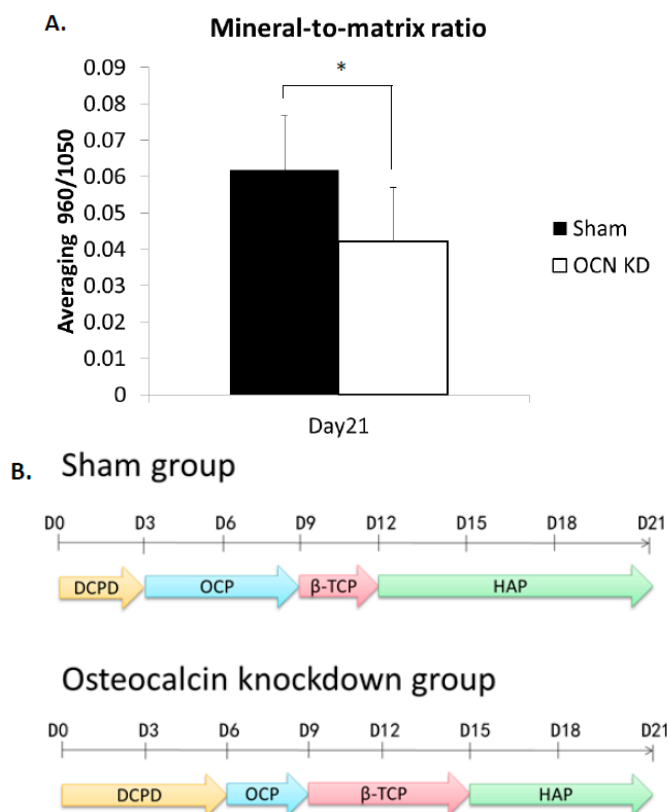 A.
Mineral-to-matrix ratio
*
Averaging 960/1050
0.09
0.08
0.07
0.06
0.05
0.04
0.03
0.02
0.01
0
Sham
OCN KD
Day21
B. Sham group
D0 D3 D6 D9 D12 D15 D18 D21
DCPD OCP β-TCP HAP
Osteocalcin knockdown group
D0 D3 D6 D9 D12 D15 D18 D21
DCPD OCP β-TCP HAP